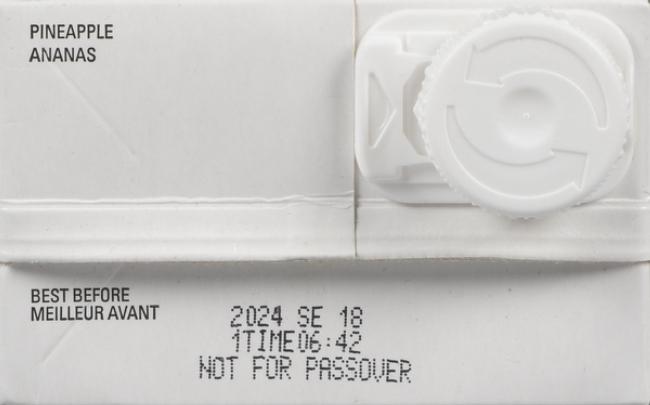 PINEAPPLE
ANANAS
BEST BEFORE
MEILLEUR AVANT
2024 SE 18
1TIME06:42
NOT FOR PASSOVER